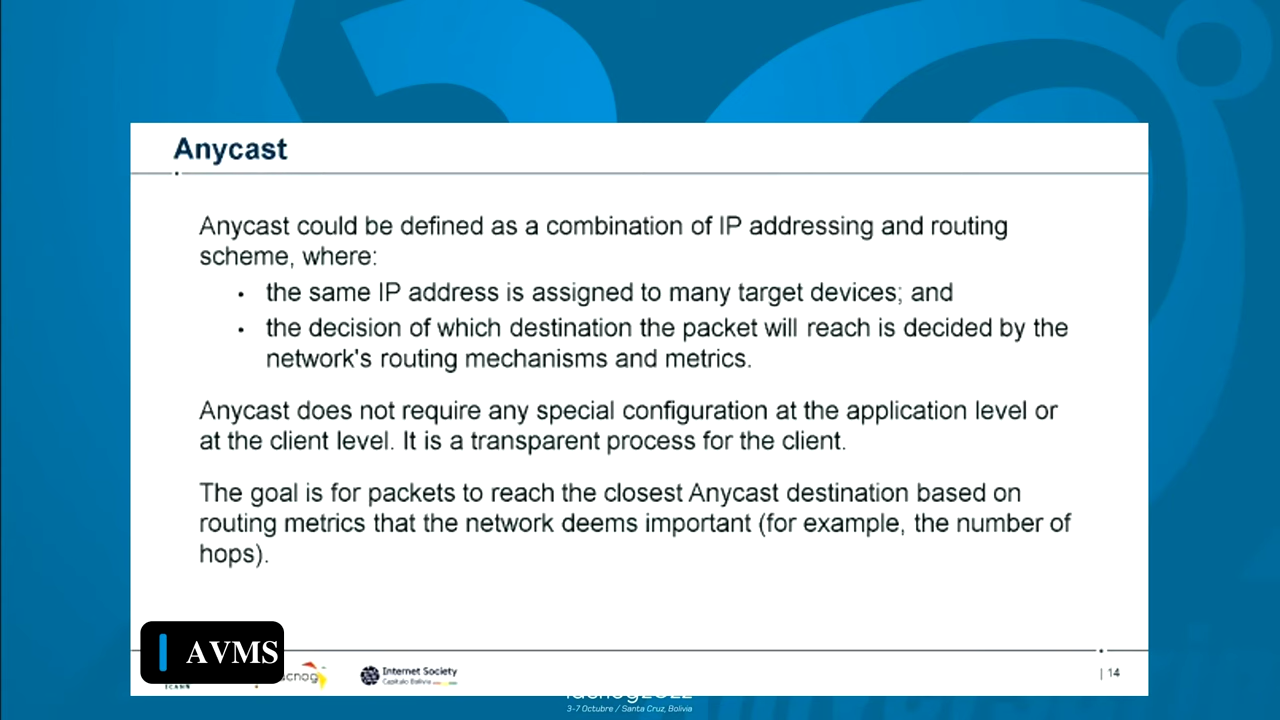 Anycast
Anycast could be defined as a combination of IP addressing and routing
scheme, where:
• the same IP address is assigned to many target devices; and
• the decision of which destination the packet will reach is decided by the
network's routing mechanisms and metrics.
Anycast does not require any special configuration at the application level or
at the client level. It is a transparent process for the client.
The goal is for packets to reach the closest Anycast destination based on
routing metrics that the network deems important (for example, the number of
hops).
AVMS
ICANN
Internet Society
Capítulo Bolivia
| 14
3-7 Octubre / Santa Cruz, Bolivia